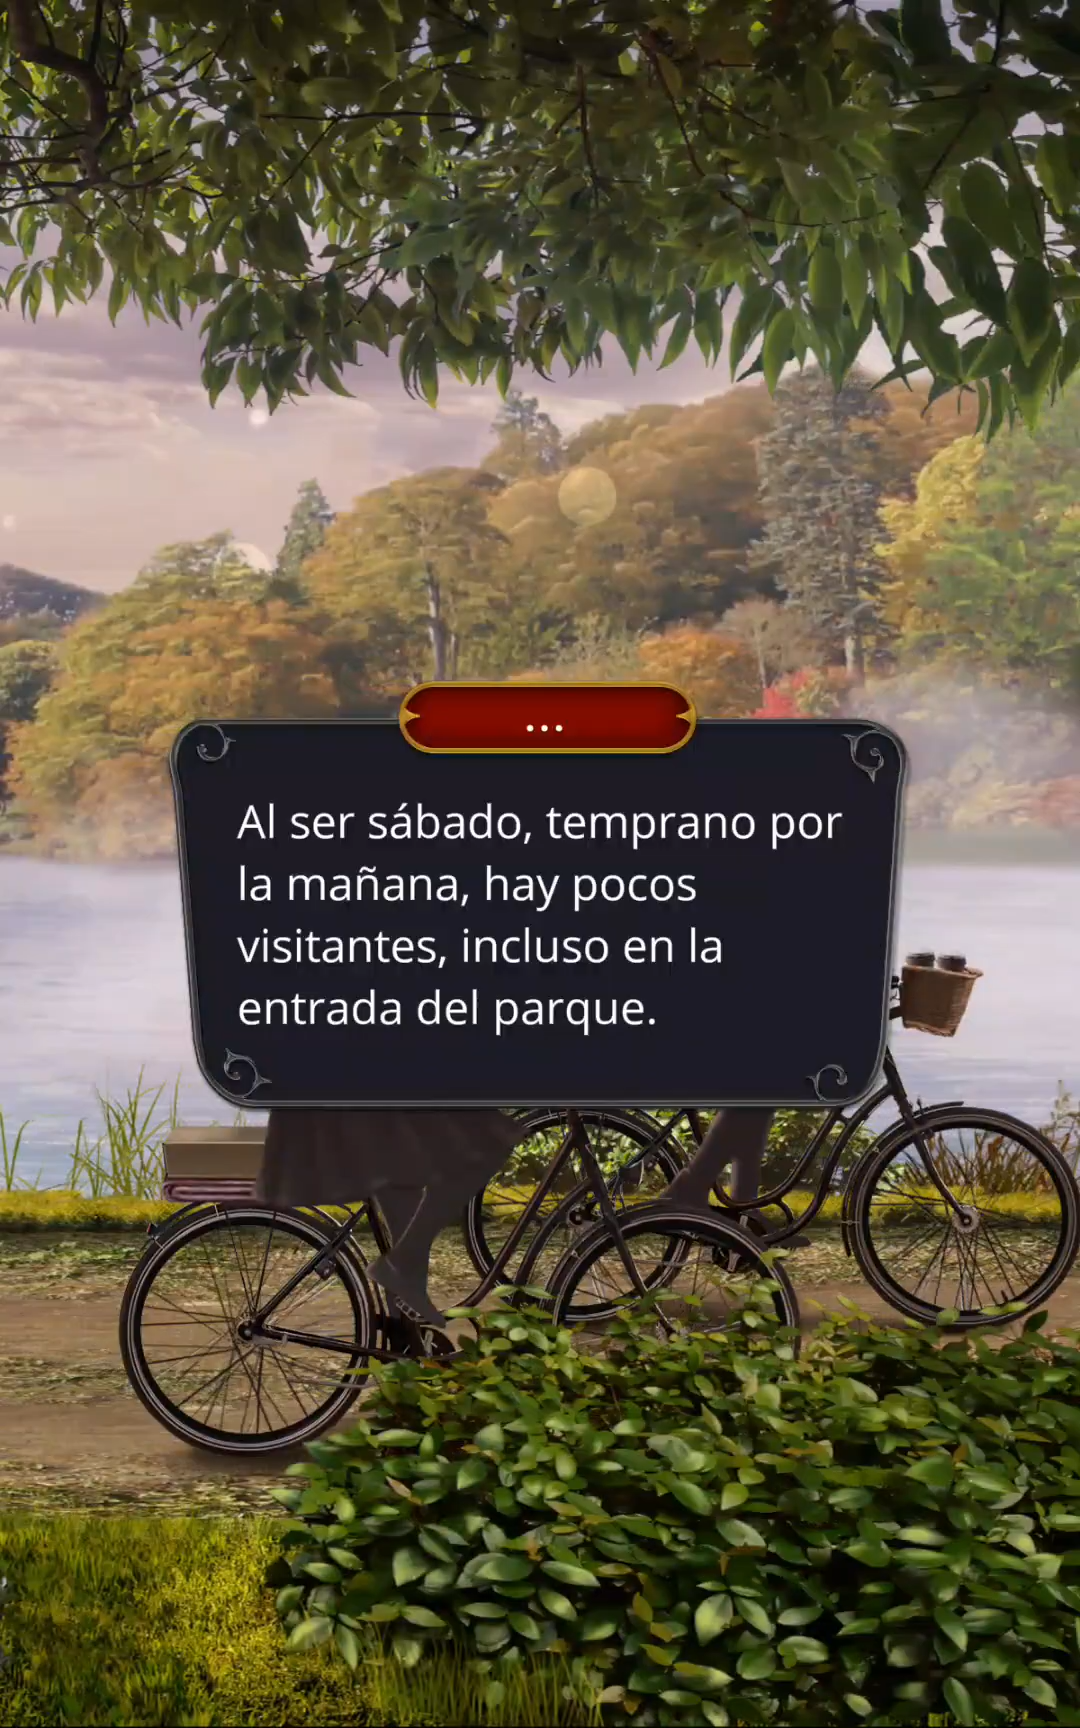 ...
Al ser sábado, temprano por
la mañana, hay pocos
visitantes, incluso en la
entrada del parque.